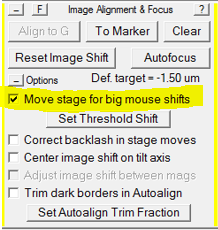 – F Image Alignment & Focus ?
Align to G To Marker Clear
Reset Image Shift Autofocus
– Options Def. target = -1.50 um
Move stage for big mouse shifts
Set Threshold Shift
Correct backlash in stage moves
Center image shift on tilt axis
Adjust image shift between mags
Trim dark borders in Autoalign
Set Autoalign Trim Fraction